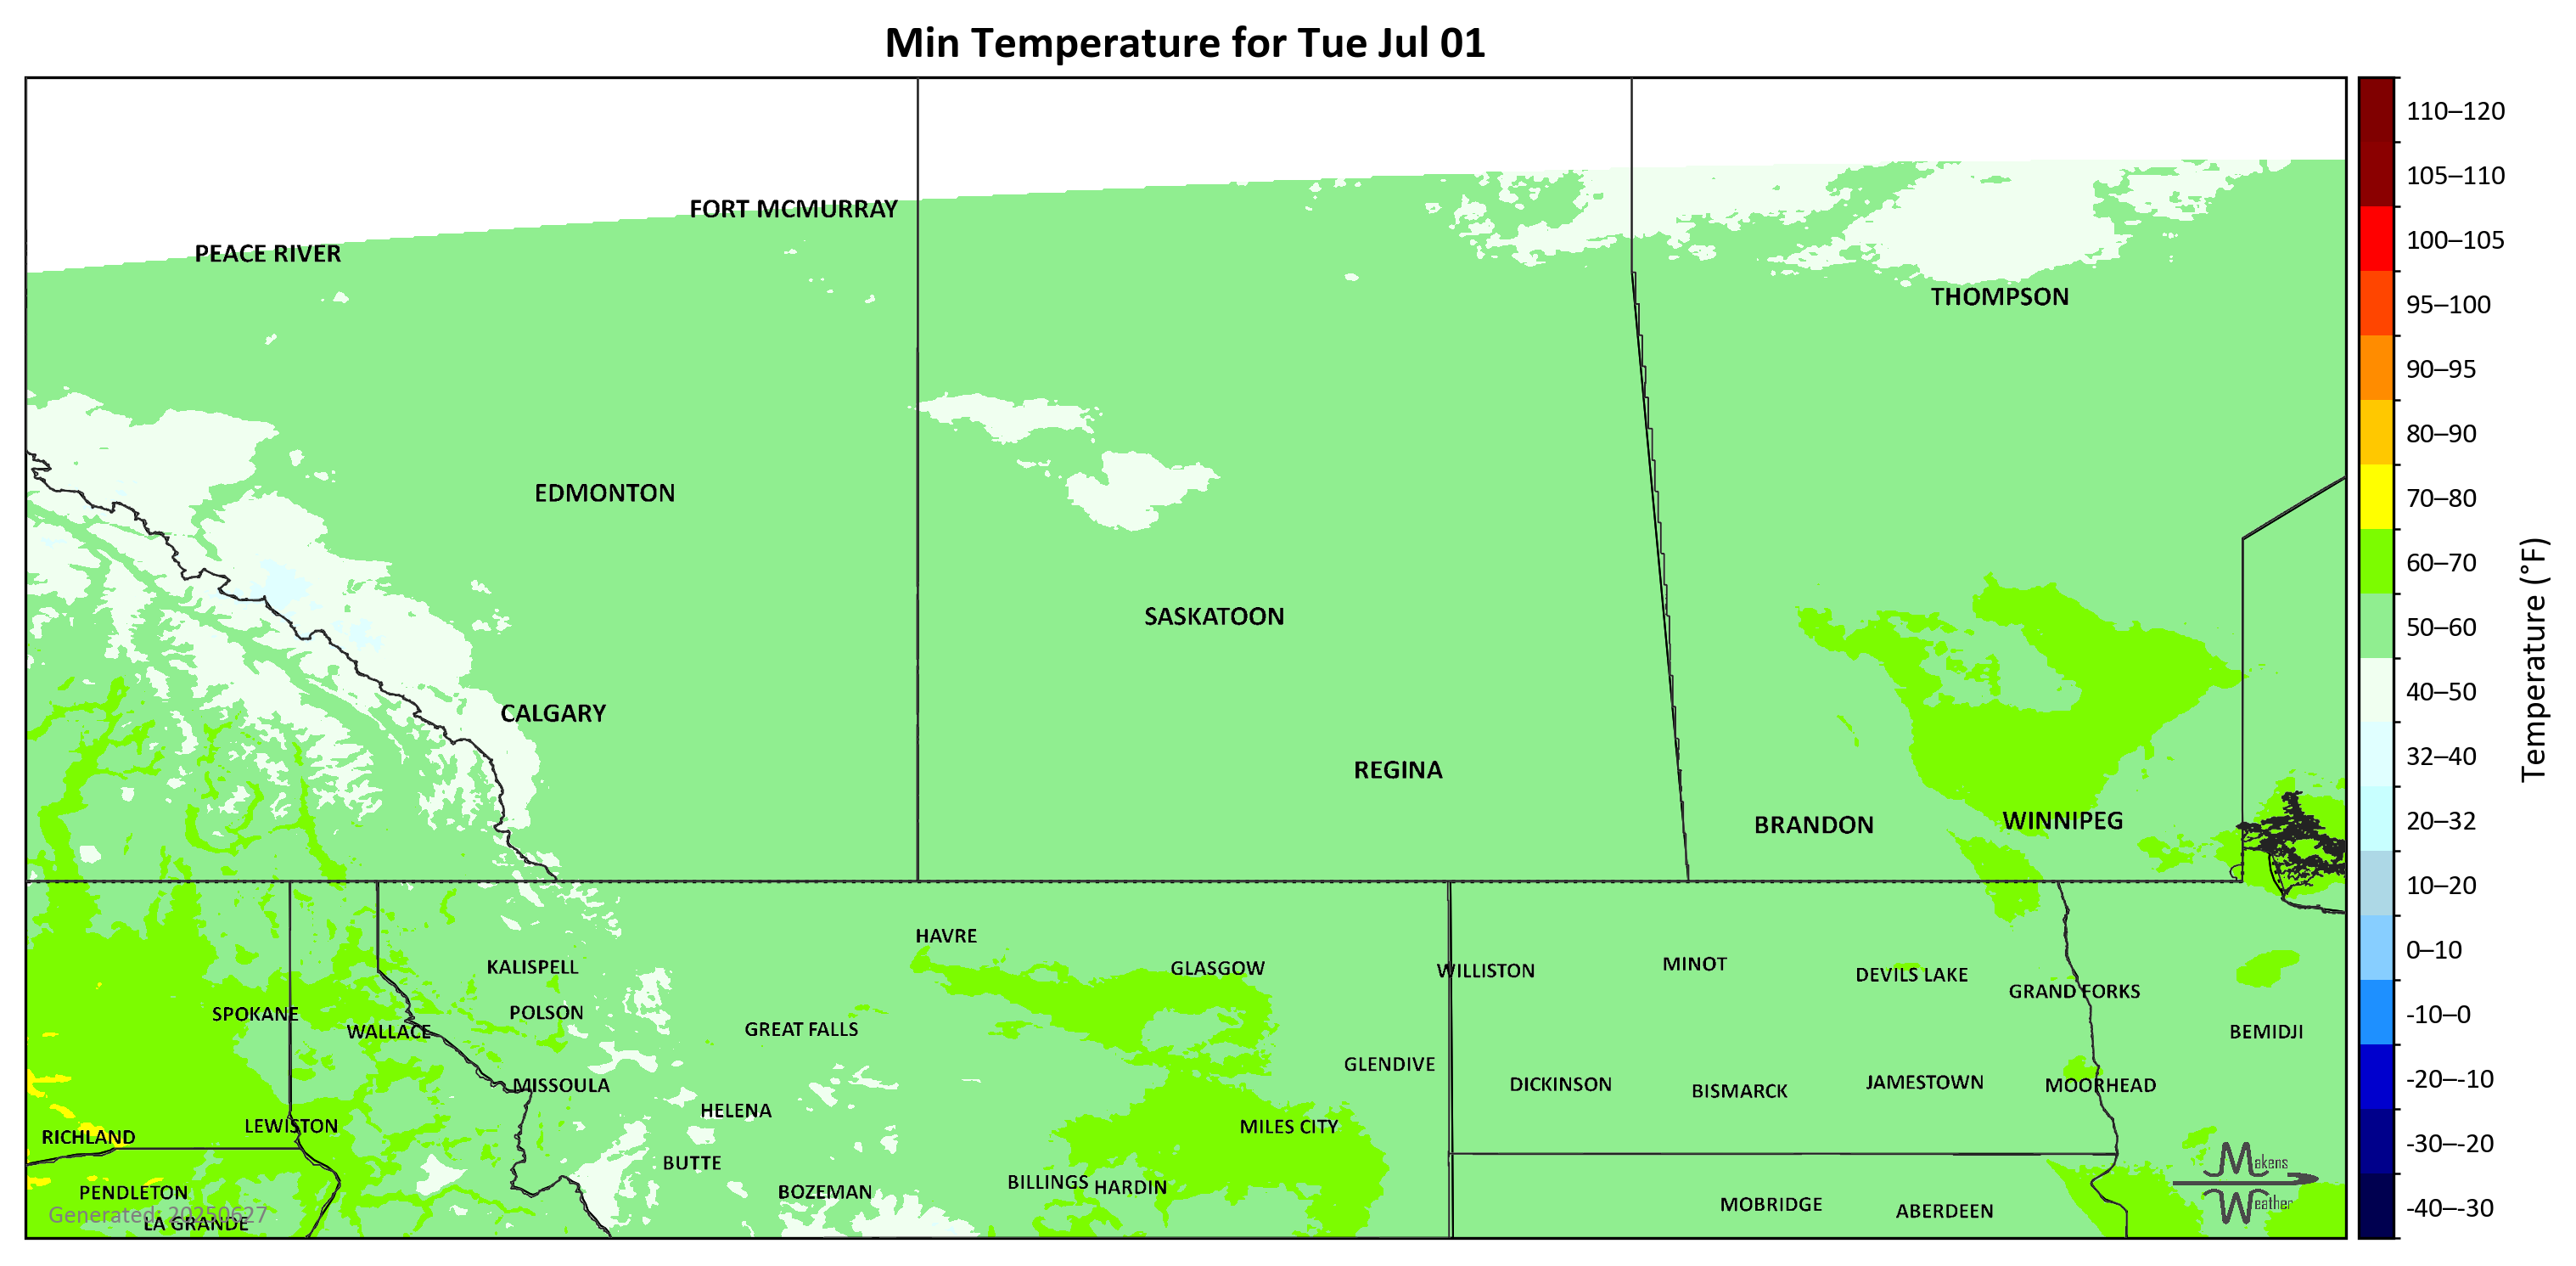 Min Temperature for Tue Jul 01
FORT MCMURRAY
PEACE RIVER
THOMPSON
EDMONTON
SASKATOON
CALGARY
REGINA
BRANDON
WINNIPEG
HAVRE
KALISPELL
GLASGOW
WILLISTON
MINOT
DEVILS LAKE
GRAND FORKS
SPOKANE
POLSON
WALLACE
GREAT FALLS
BEMIDJI
GLENDIVE
MISSOULA
DICKINSON
BISMARCK
JAMESTOWN
MOORHEAD
HELENA
LEWISTON
MILES CITY
RICHLAND
BUTTE
PENDLETON
BOZEMAN
BILLINGS
HARDIN
MOBRIDGE
ABERDEEN
LA GRANDE
Generated: 20250627
Makens
Weather
110–120
105–110
100–105
95–100
90–95
80–90
70–80
60–70
50–60
40–50
32–40
20–32
10–20
0–10
-10–0
-20–-10
-30–-20
-40–-30
Temperature (°F)